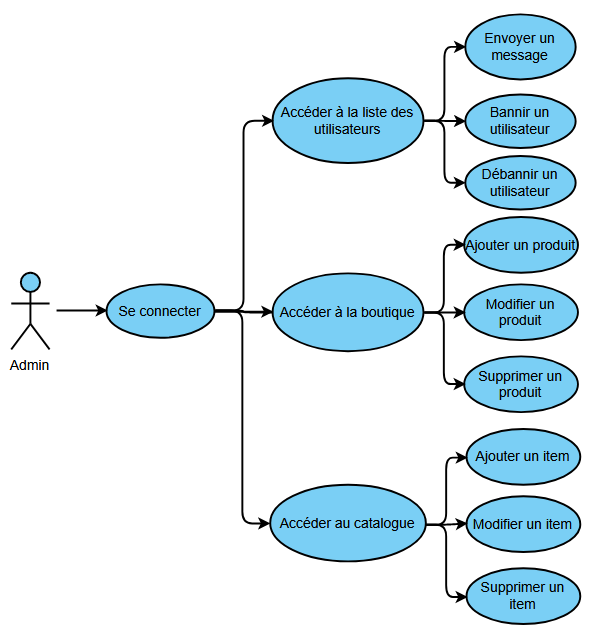 Envoyer un
message
Accéder à la liste des
utilisateurs
Bannir un
utilisateur
Débannir un
utilisateur
Ajouter un produit
Admin
Se connecter
Accéder à la boutique
Modifier un
produit
Supprimer un
produit
Ajouter un item
Accéder au catalogue
Modifier un item
Supprimer un
item